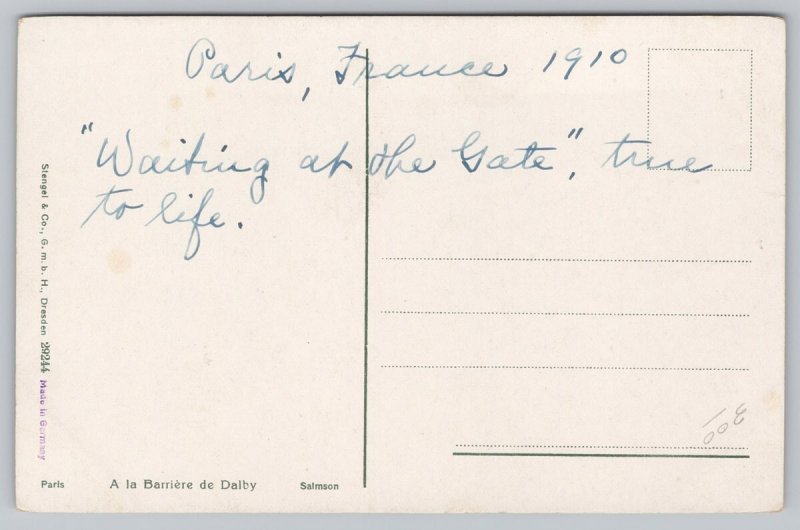 Paris, France 1910
"Waiting at the Gate", true
to life.
Stengel & Co., G. m. b. H., Dresden 29244 Made in Germany
300
Paris A la Barrière de Dalby Salmson